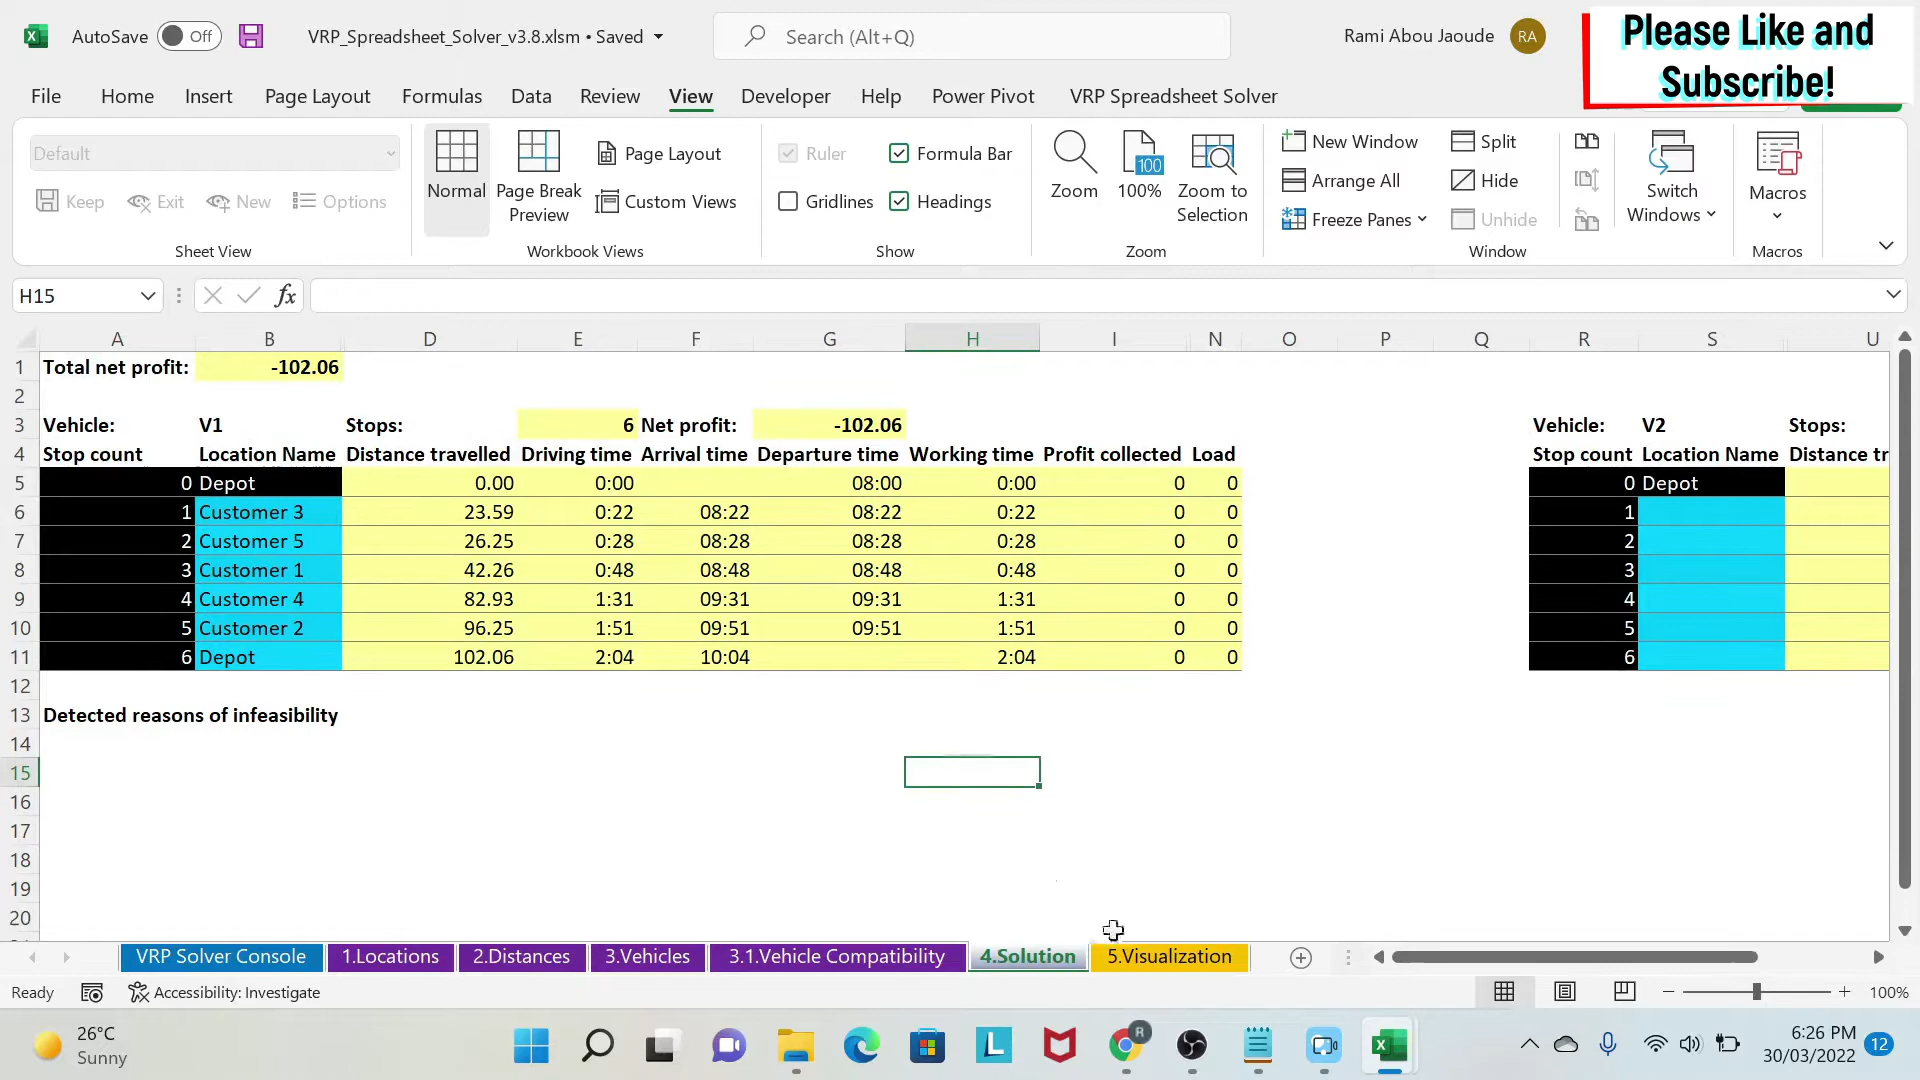 AutoSave Off VRP_Spreadsheet_Solver_v3.8.xlsm • Saved Search (Alt+Q) Rami Abou Jaoude RA
Please Like and
Subscribe!
File Home Insert Page Layout Formulas Data Review View Developer Help Power Pivot VRP Spreadsheet Solver
Default
Keep Exit New Options
Sheet View
Normal
Page Break
Preview
Page Layout
Custom Views
Workbook Views
Ruler Formula Bar
Gridlines Headings
Show
Zoom
100
100%
Zoom to
Selection
Zoom
New Window Split
Arrange All Hide
Freeze Panes Unhide
Switch
Windows
Window
Macros
Macros
H15 fx
A B D E F G H I N O P Q R S U
1 Total net profit: -102.06
2
3 Vehicle: V1 Stops: 6 Net profit: -102.06 Vehicle: V2 Stops:
4 Stop count Location Name Distance travelled Driving time Arrival time Departure time Working time Profit collected Load Stop count Location Name Distance tr
5 0 Depot 0.00 0:00 08:00 0:00 0 0 0 Depot
6 1 Customer 3 23.59 0:22 08:22 08:22 0:22 0 0 1
7 2 Customer 5 26.25 0:28 08:28 08:28 0:28 0 0 2
8 3 Customer 1 42.26 0:48 08:48 08:48 0:48 0 0 3
9 4 Customer 4 82.93 1:31 09:31 09:31 1:31 0 0 4
10 5 Customer 2 96.25 1:51 09:51 09:51 1:51 0 0 5
11 6 Depot 102.06 2:04 10:04 2:04 0 0 6
12
13 Detected reasons of infeasibility
14
15
16
17
18
19
20
VRP Solver Console 1.Locations 2.Distances 3.Vehicles 3.1.Vehicle Compatibility 4.Solution 5.Visualization
Ready Accessibility: Investigate 100%
26°C
Sunny
L
R
6:26 PM
30/03/2022
12